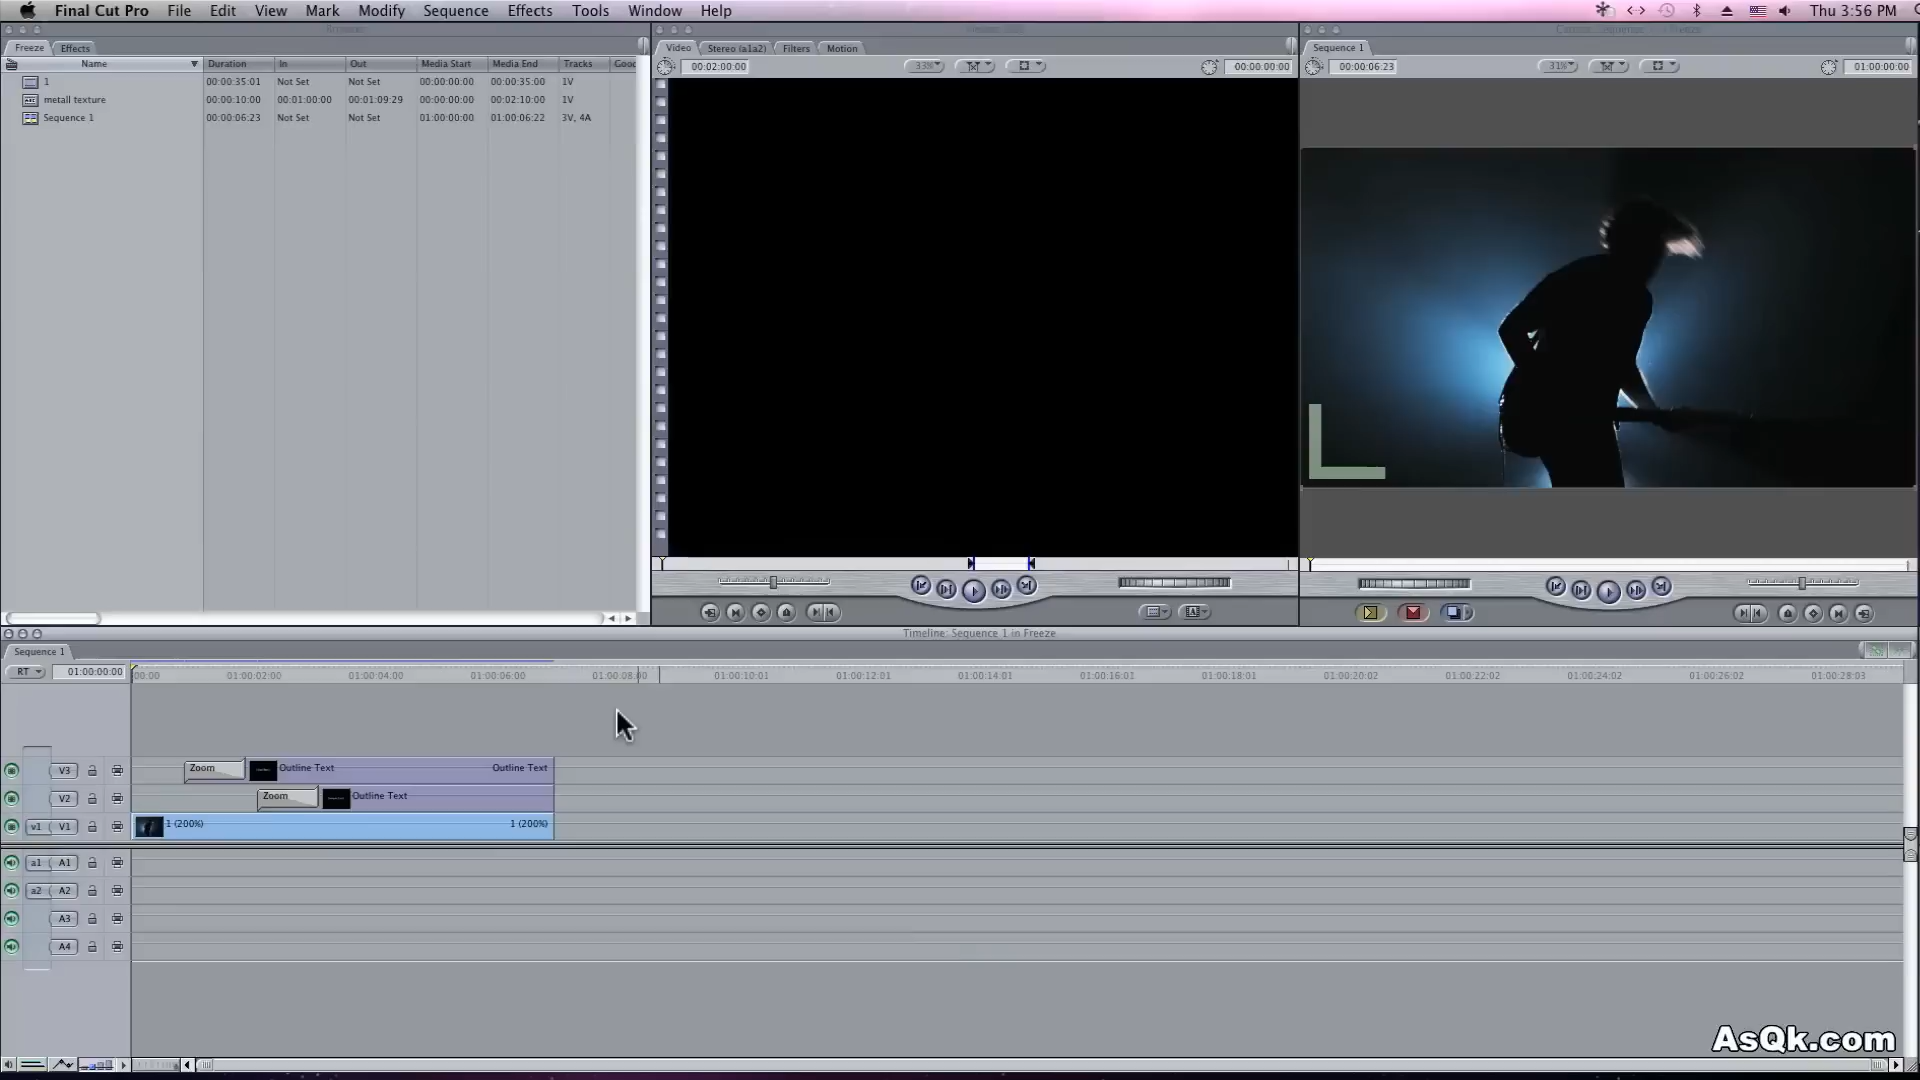 Final Cut Pro File Edit View Mark Modify Sequence Effects Tools Window Help Thu 3:56 PM
Freeze Effects
Name Duration In Out Media Start Media End Tracks
1 00:00:35:01 Not Set Not Set 00:00:00:00 00:00:35:00 1V
metall texture 00:00:10:00 00:01:00:00 00:01:09:29 00:00:00:00 00:02:10:00 1V
Sequence 1 00:00:06:23 Not Set Not Set 01:00:00:00 01:00:06:22 3V, 4A
Video Stereo (a1a2) Filters Motion
00:02:00:00 33% 00:00:00:00
Sequence 1
00:00:06:23 31% 01:00:00:00
Timeline: Sequence 1 in Freeze
Sequence 1
RT 01:00:00:00 00:00 01:00:02:00 01:00:04:00 01:00:06:00 01:00:08:00 01:00:10:01 01:00:12:01 01:00:14:01 01:00:16:01 01:00:18:01 01:00:20:02 01:00:22:02 01:00:24:02 01:00:26:02 01:00:28:03
V3 Zoom Outline Text Outline Text
V2 Zoom Outline Text
v1 V1 1 (200%) 1 (200%)
a1 A1
a2 A2
A3
A4
AsQk.com